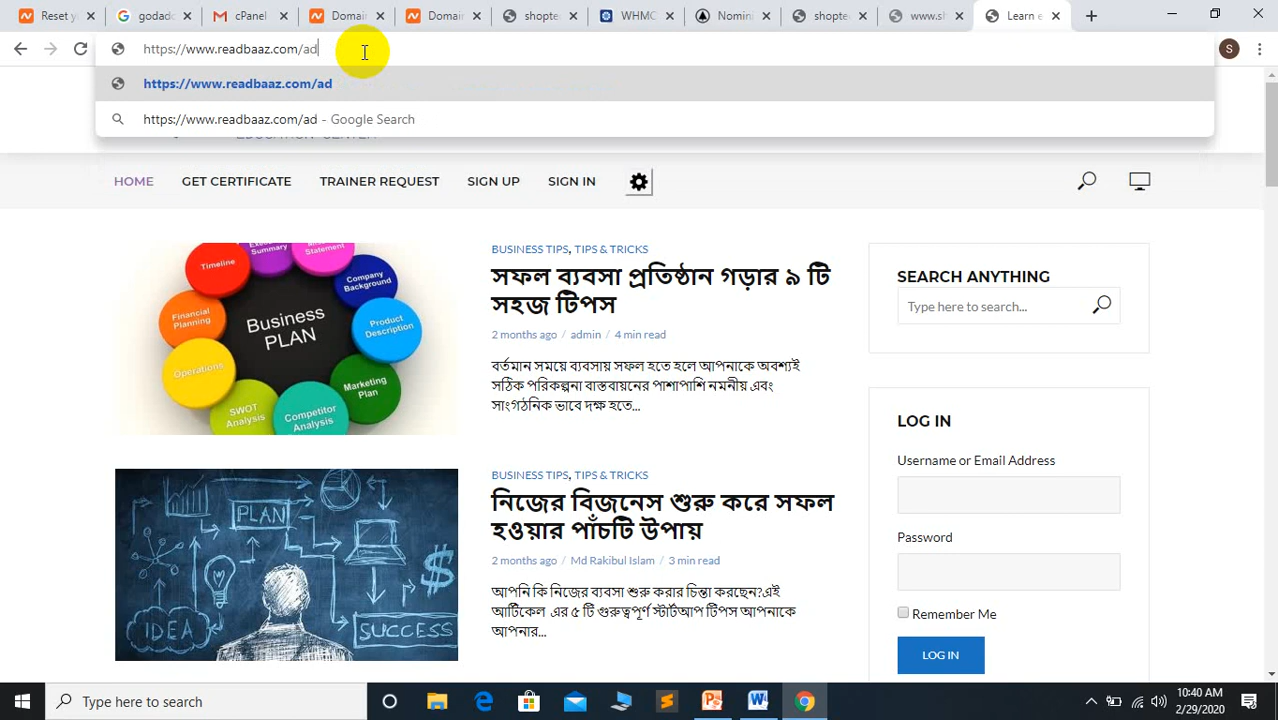 Reset y
godadd
cPanel
Domai
Domai
shopte
WHMC
Nomini
shopte
www.sh
Learn e
https://www.readbaaz.com/ad
S
https://www.readbaaz.com/ad
https://www.readbaaz.com/ad - Google Search
HOME GET CERTIFICATE TRAINER REQUEST SIGN UP SIGN IN
Executive
Summary
Statement
Timeline
Company
Background
Financial
Planning
Business
PLAN
Product
Description
Operations
Marketing
Plan
SWOT
Analysis
Competitor
Analysis
BUSINESS TIPS, TIPS & TRICKS
সফল ব্যবসা প্রতিষ্ঠান গড়ার ৯ টি
সহজ টিপস
2 months ago / admin / 4 min read
বর্তমান সময়ে ব্যবসায় সফল হতে হলে আপনাকে অবশ্যই
সঠিক পরিকল্পনা বাস্তবায়নের পাশাপাশি নমনীয় এবং
সাংগঠনিক ভাবে দক্ষ হতে...
PLAN
IDEA
SUCCESS
BUSINESS TIPS, TIPS & TRICKS
নিজের বিজনেস শুরু করে সফল
হওয়ার পাঁচটি উপায়
2 months ago / Md Rakibul Islam / 3 min read
আপনি কি নিজের ব্যবসা শুরু করার চিন্তা করছেন?এই
আর্টিকেল এর ৫ টি গুরুত্বপূর্ণ স্টার্টআপ টিপস আপনাকে
আপনার...
SEARCH ANYTHING
Type here to search...
LOG IN
Username or Email Address
Password
Remember Me
LOG IN
Type here to search
10:40 AM
2/29/2020